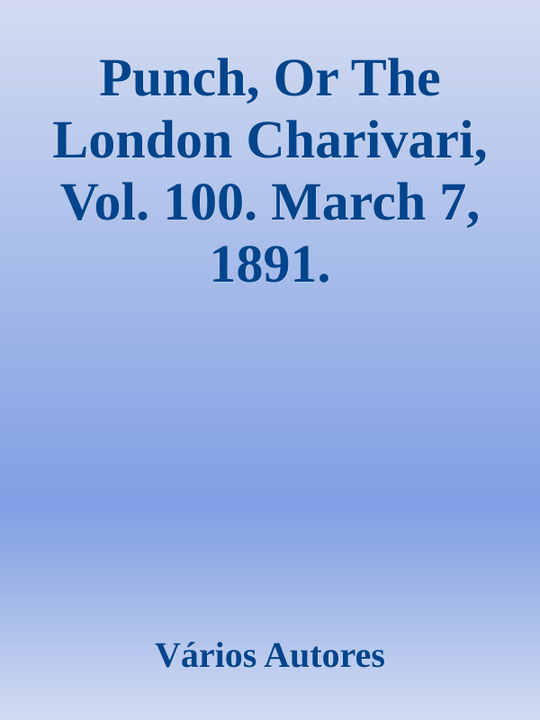 Punch, Or The
London Charivari,
Vol. 100. March 7,
1891.
Vários Autores